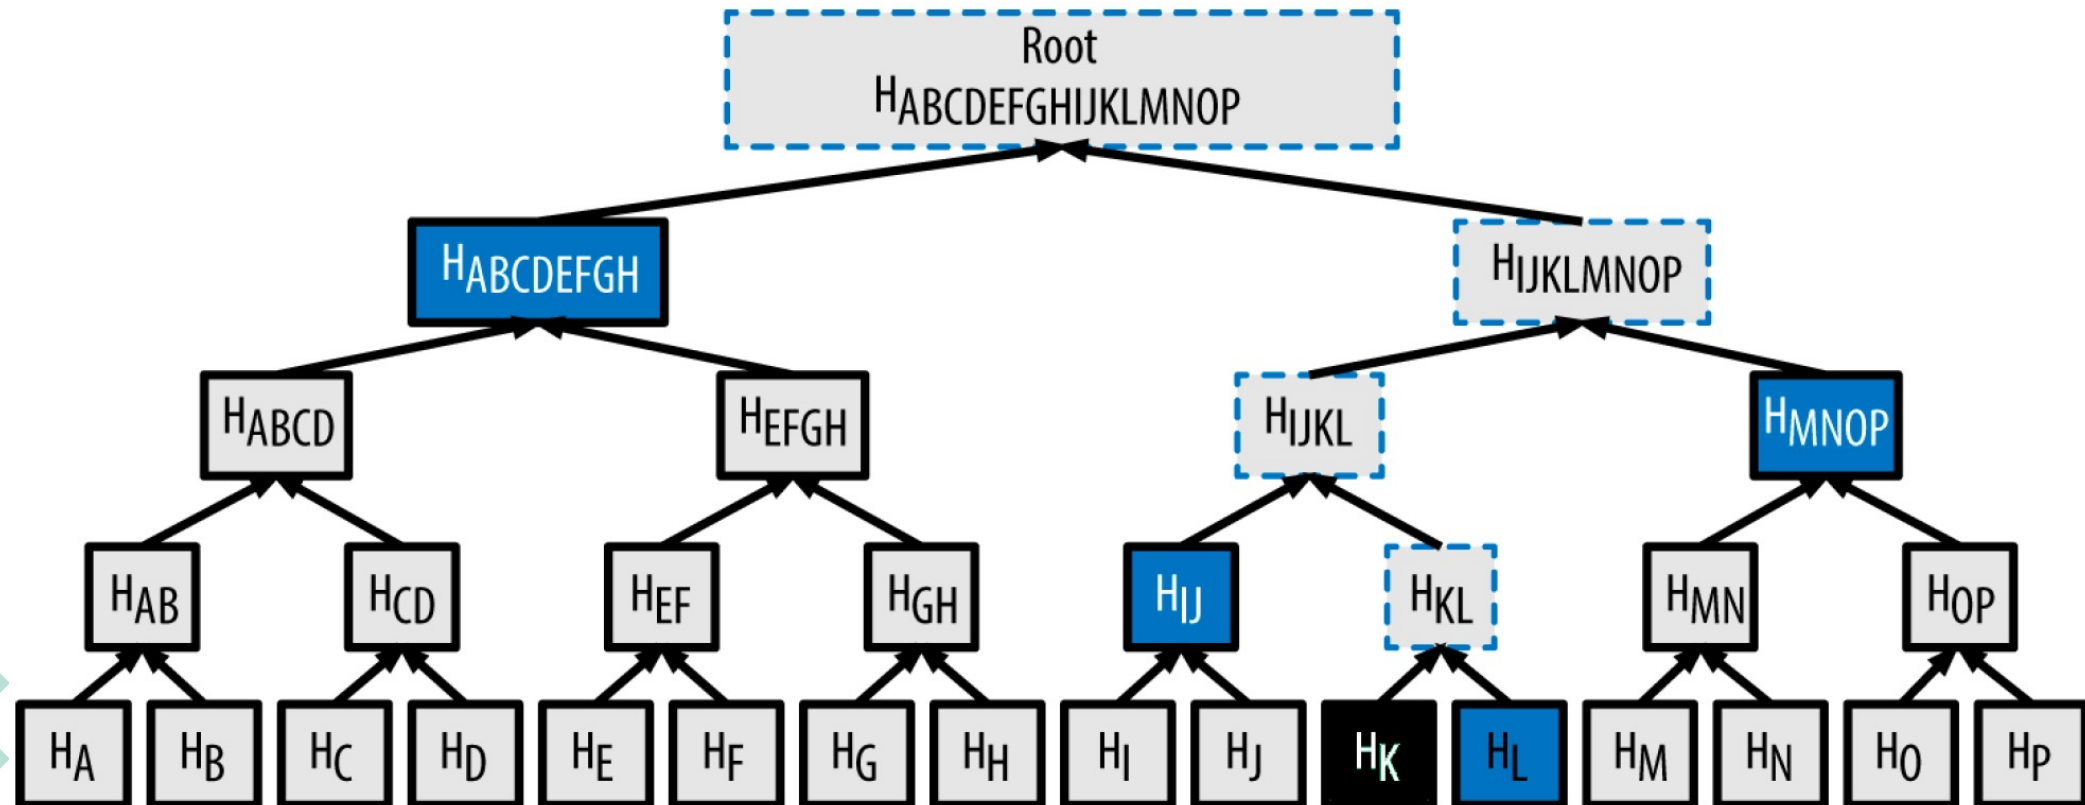 Root
HABCDEFGHIJKLMNOP
HABCDEFGH
HIJKLMNOP
HABCD
HEFGH
HIJKL
HMNOP
HAB
HCD
HEF
HGH
HIJ
HKL
HMN
HOP
HA
HB
HC
HD
HE
HF
HG
HH
HI
HJ
HK
HL
HM
HN
HO
HP